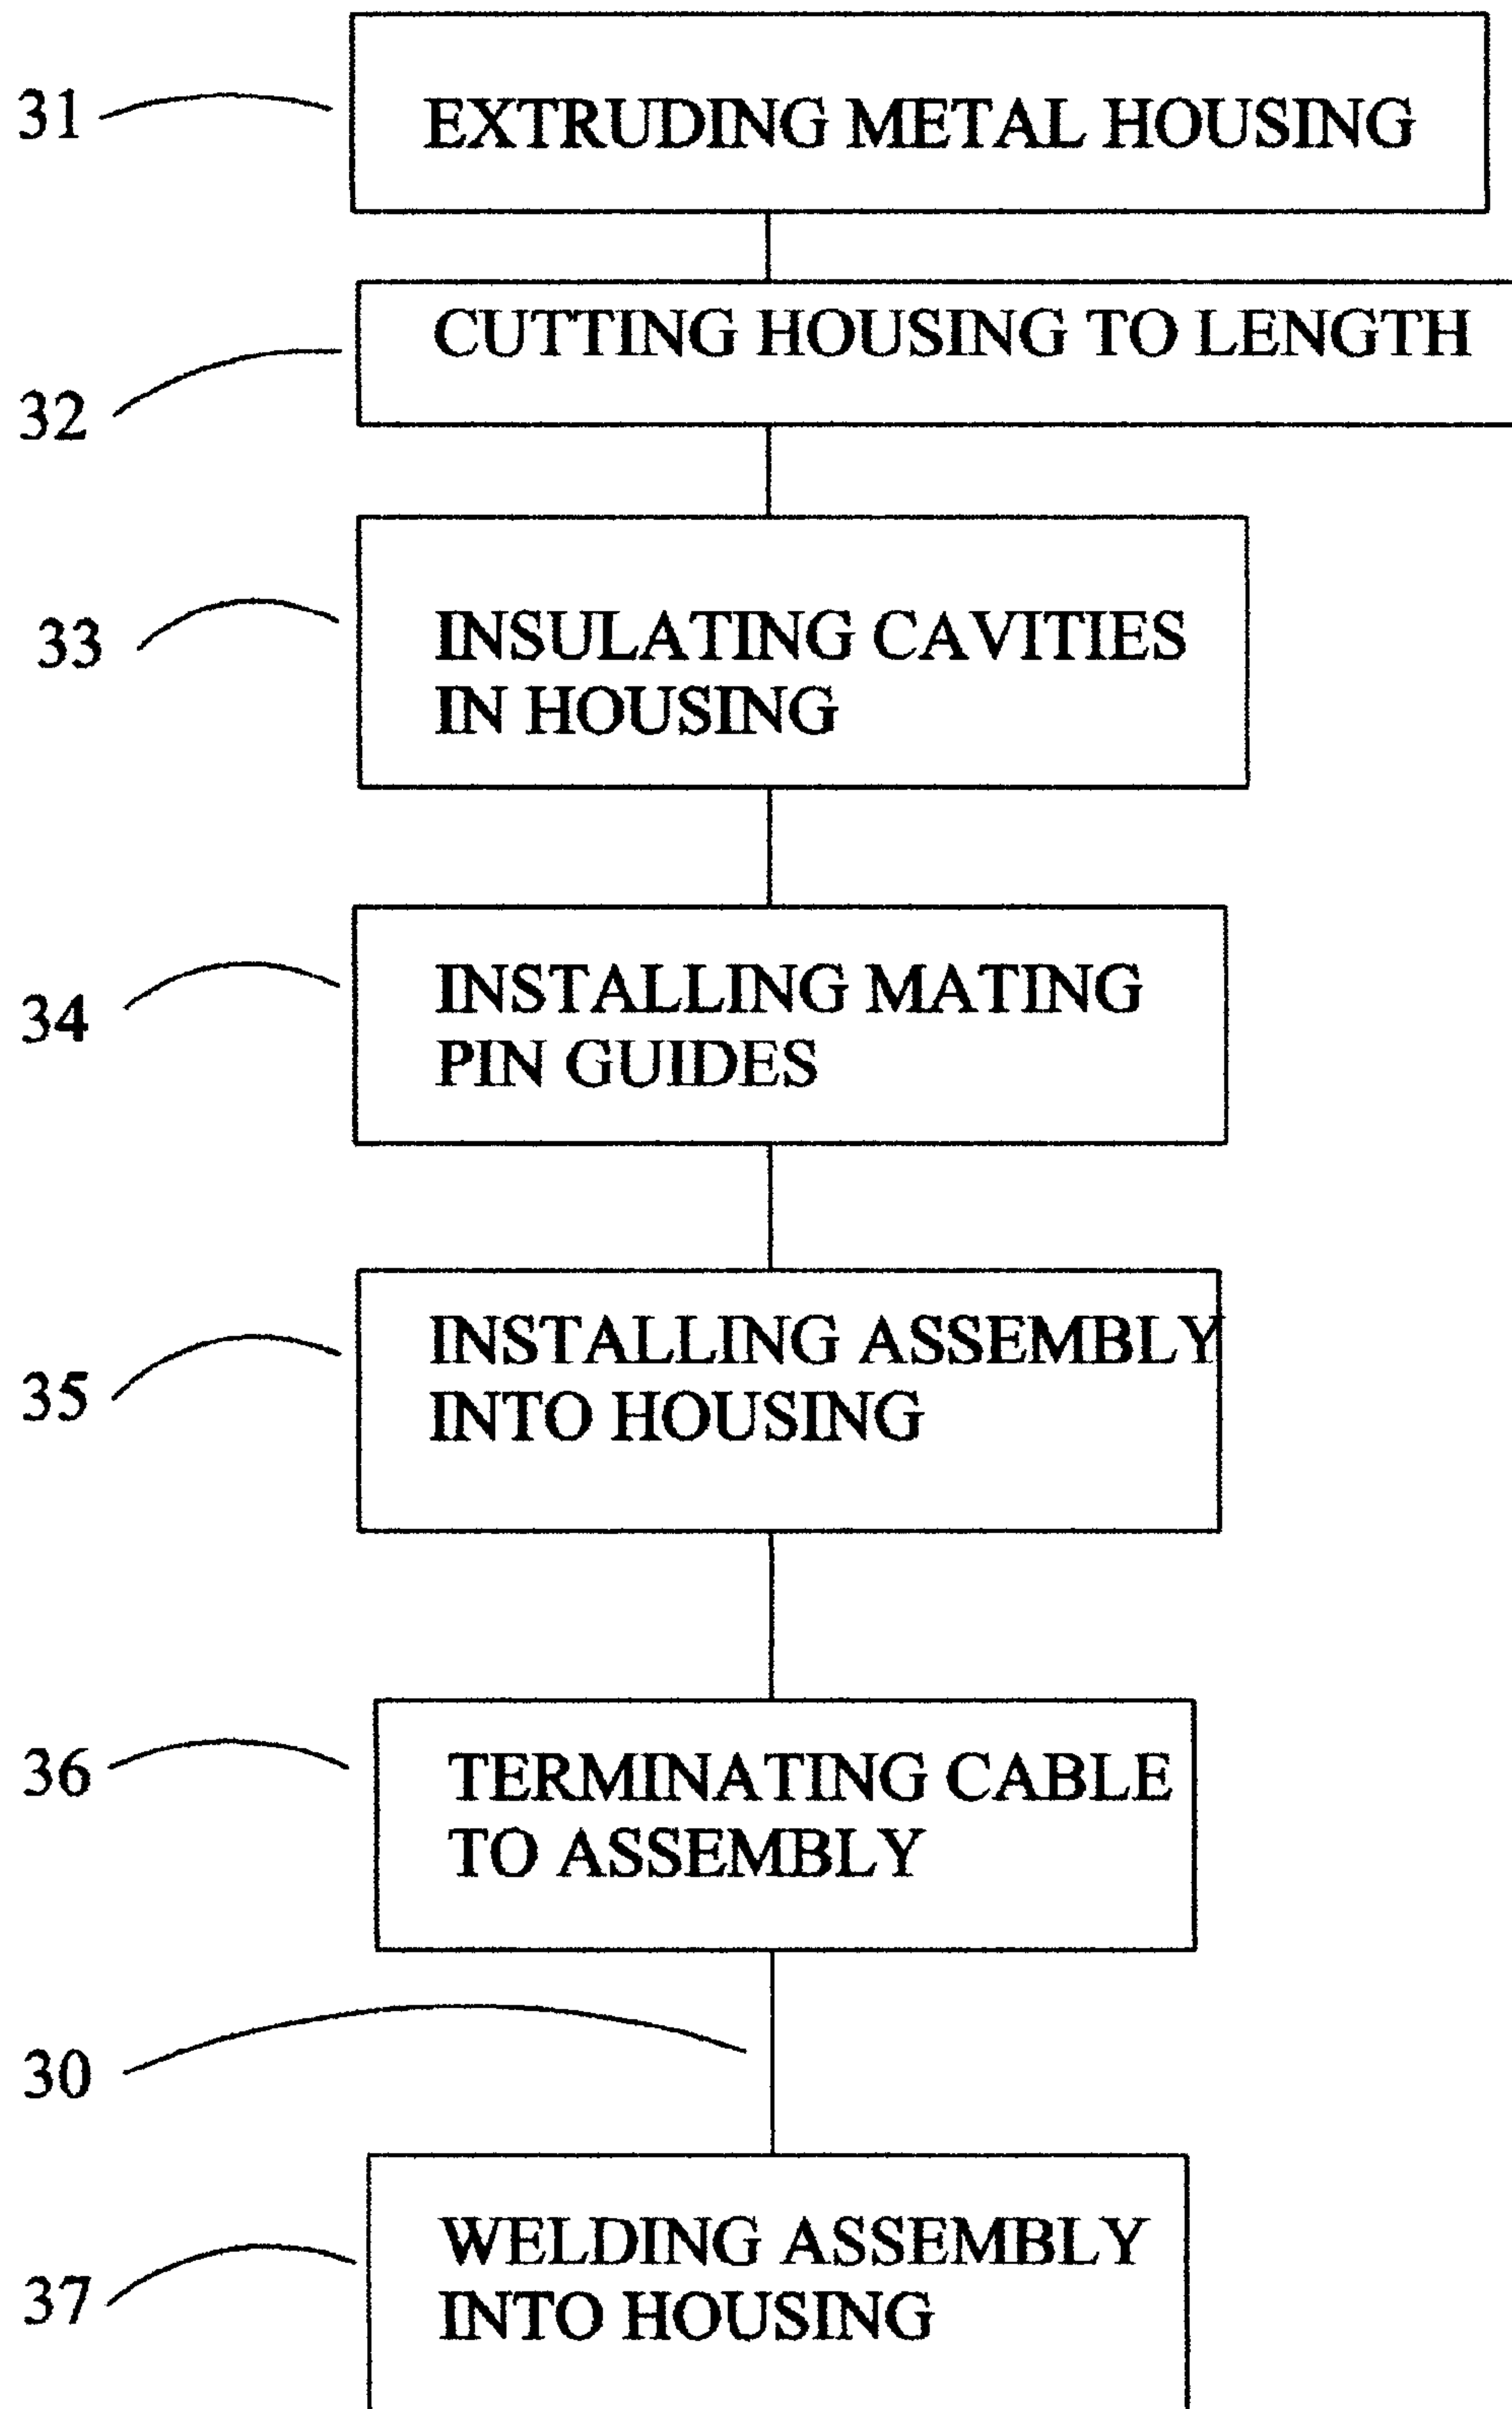 31
EXTRUDING METAL HOUSING
CUTTING HOUSING TO LENGTH
32
33
INSULATING CAVITIES
IN HOUSING
34
INSTALLING MATING
PIN GUIDES
35
INSTALLING ASSEMBLY
INTO HOUSING
36
TERMINATING CABLE
TO ASSEMBLY
30
37
WELDING ASSEMBLY
INTO HOUSING